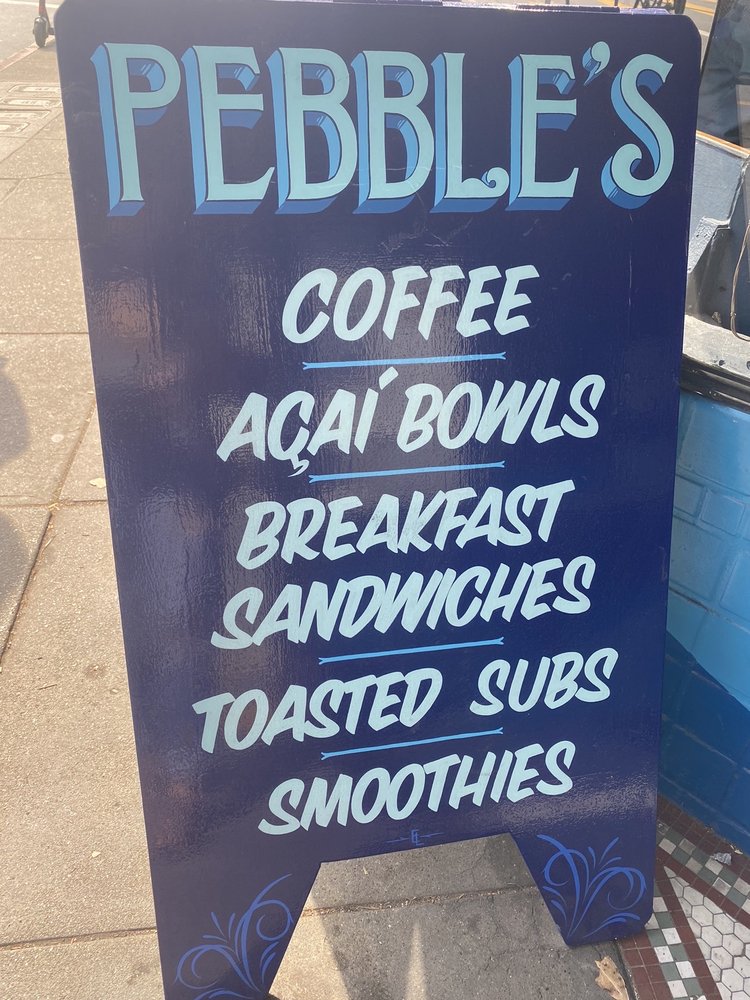 PEBBLE'S
COFFEE
AÇAÍ BOWLS
BREAKFAST
SANDWICHES
TOASTED SUBS
SMOOTHIES